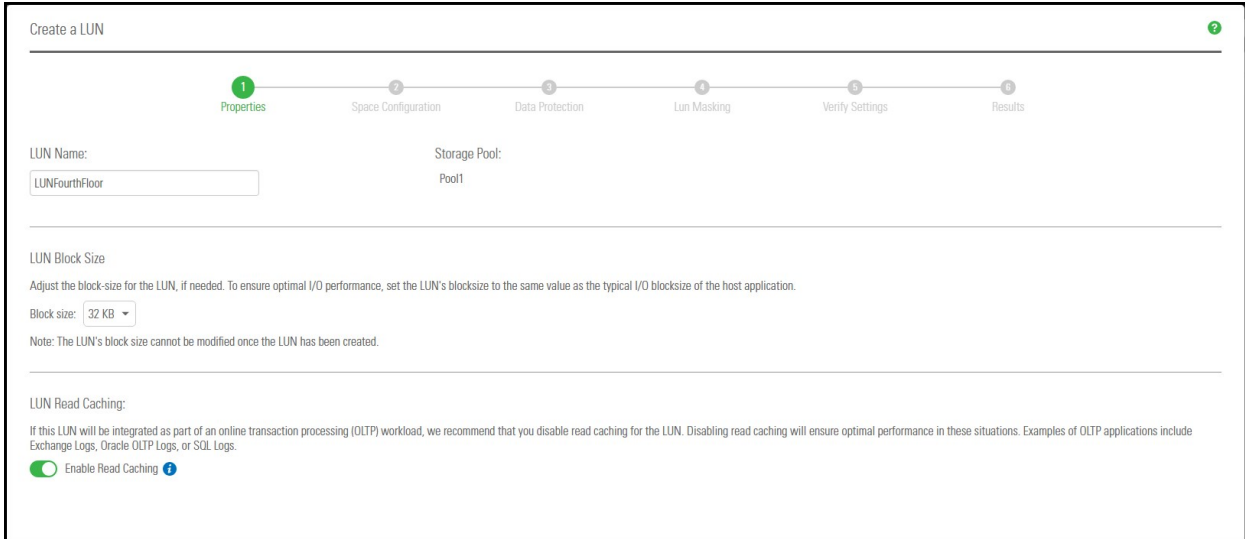 Create a LUN
?
1
2
3
4
5
6
Properties
Space Configuration
Data Protection
Lun Masking
Verify Settings
Results
LUN Name:
Storage Pool:
LUNFourthFloor
Pool1
LUN Block Size
Adjust the block-size for the LUN, if needed. To ensure optimal I/O performance, set the LUN's blocksize to the same value as the typical I/O blocksize of the host application.
Block size: 32 KB
Note: The LUN's block size cannot be modified once the LUN has been created.
LUN Read Caching:
If this LUN will be integrated as part of an online transaction processing (OLTP) workload, we recommend that you disable read caching for the LUN. Disabling read caching will ensure optimal performance in these situations. Examples of OLTP applications include
Exchange Logs, Oracle OLTP Logs, or SQL Logs.
Enable Read Caching i